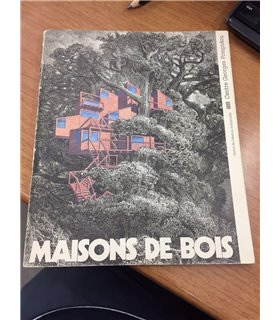 Centre Georges Pompidou
MAISONS DE BOIS